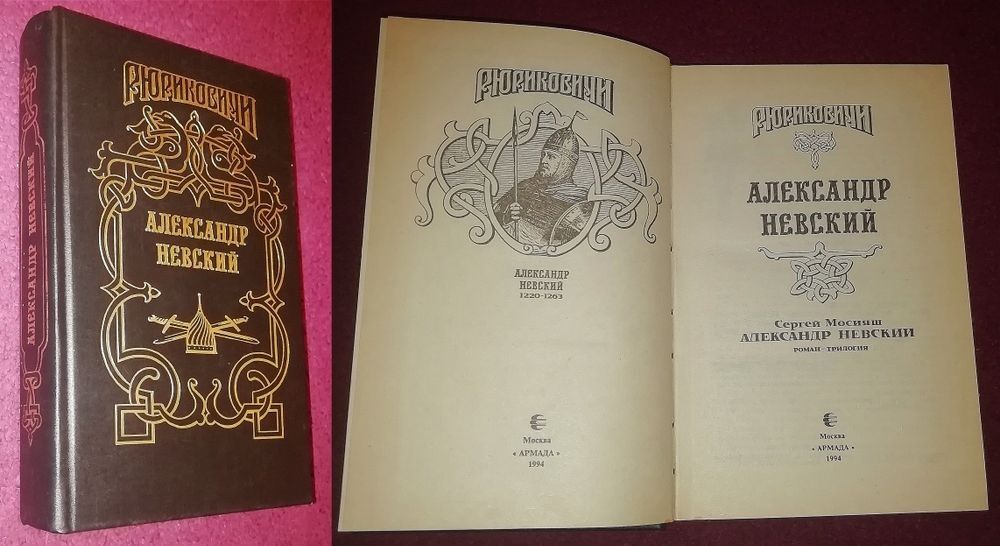 АЛЕКСАНДР НЕВСКИЙ
РЮРИКОВИЧИ
АЛЕКСАНДР
НЕВСКИЙ
РЮРИКОВИЧИ
АЛЕКСАНДР
НЕВСКИЙ
1220-1263
Москва
«АРМАДА»
1994
РЮРИКОВИЧИ
АЛЕКСАНДР
НЕВСКИЙ
Сергей Мосияш
АЛЕКСАНДР НЕВСКИЙ
РОМАН-ТРИЛОГИЯ
Москва
«АРМАДА»
1994